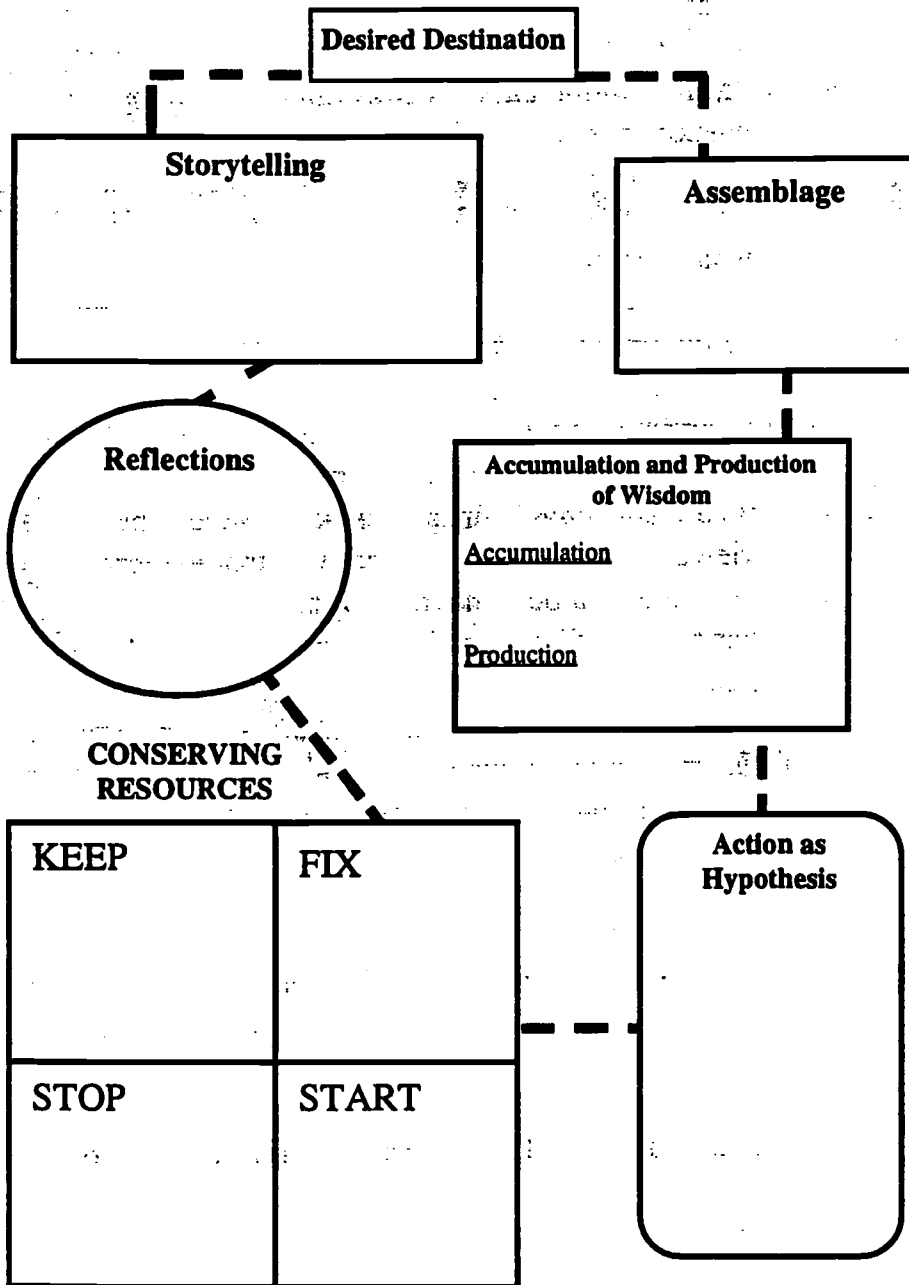 Desired Destination
Storytelling
Assemblage
Reflections
Accumulation and Production
of Wisdom
Accumulation
Production
CONSERVING
RESOURCES
KEEP
FIX
Action as
Hypothesis
STOP
START